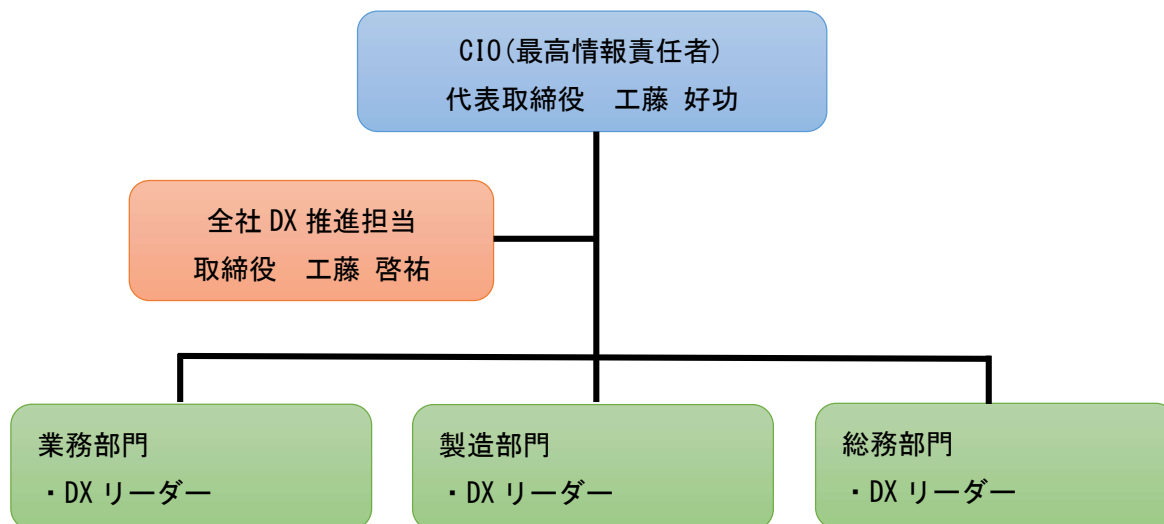 CIO(最高情報責任者)
代表取締役　工藤 好功
全社 DX 推進担当
取締役　工藤 啓祐
業務部門
・DX リーダー
製造部門
・DX リーダー
総務部門
・DX リーダー